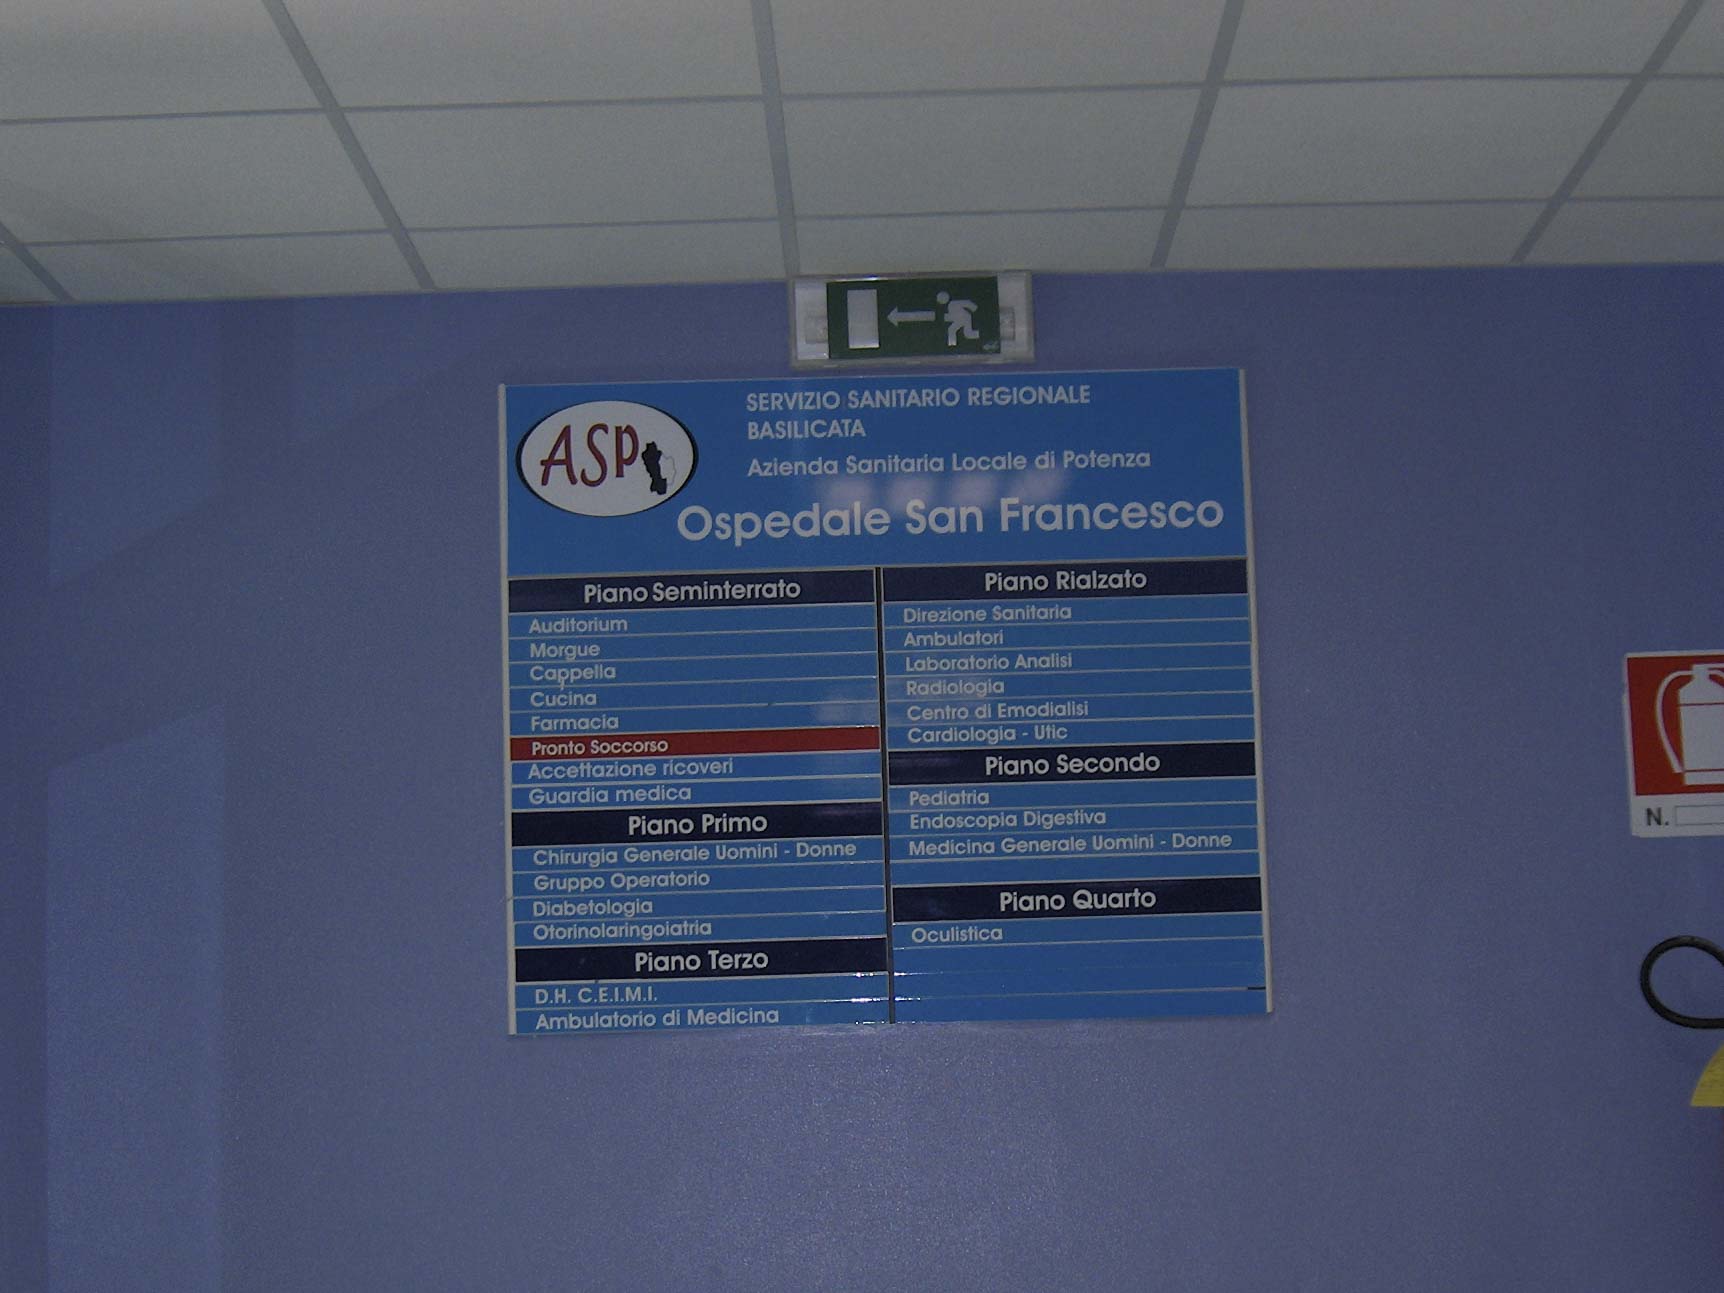 ASP
SERVIZIO SANITARIO REGIONALE
BASILICATA
Azienda Sanitaria Locale di Potenza
Ospedale San Francesco
Piano Seminterrato
Auditorium
Morgue
Cappella
Cucina
Farmacia
Pronto Soccorso
Accettazione ricoveri
Guardia medica
Piano Primo
Chirurgia Generale Uomini - Donne
Gruppo Operatorio
Diabetologia
Otorinolaringoiatria
Piano Terzo
D.H. C.E.I.M.I.
Ambulatorio di Medicina
Piano Rialzato
Direzione Sanitaria
Ambulatori
Laboratorio Analisi
Radiologia
Centro di Emodialisi
Cardiologia - Utic
Piano Secondo
Pediatria
Endoscopia Digestiva
Medicina Generale Uomini - Donne
Piano Quarto
Oculistica
N.